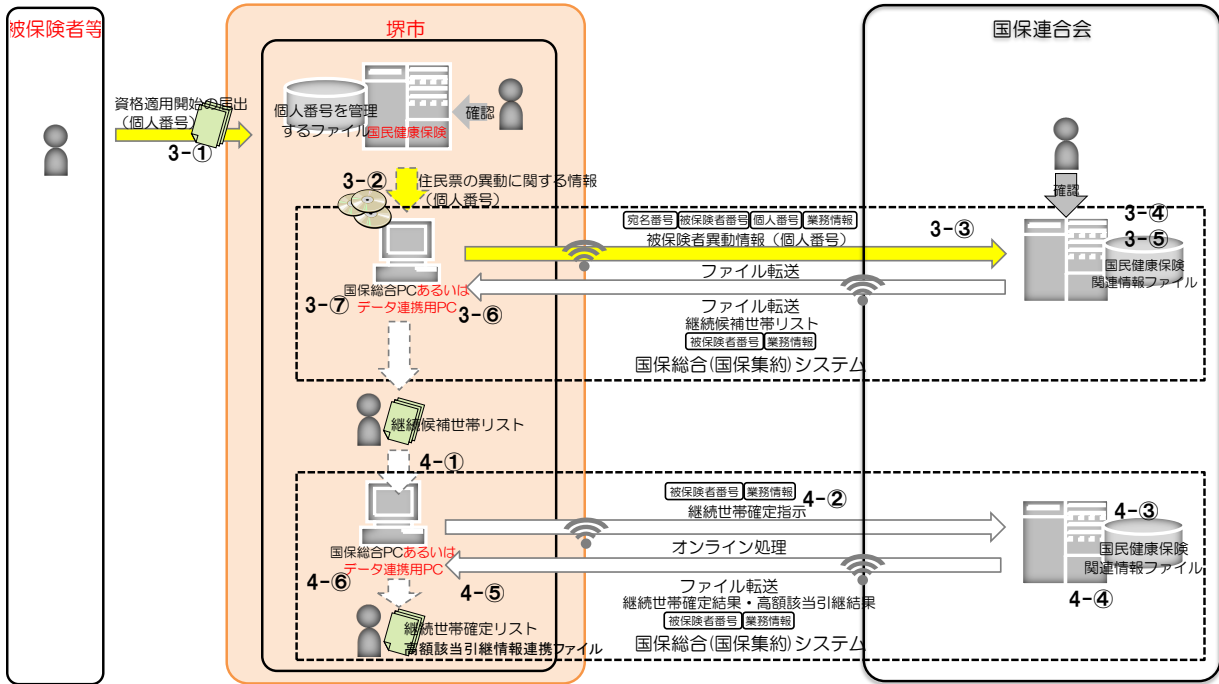 被保険者等
堺市
国保連合会
資格適用開始の届出
（個人番号）
3-①
個人番号を管理
するファイル
国民健康保険
確認
確認
3-②
住民票の異動に関する情報
（個人番号）
宛名番号 被保険者番号 個人番号 業務情報
被保険者異動情報（個人番号）
3-③
3-④
3-⑤
ファイル転送
国民健康保険
関連情報ファイル
国保総合PCあるいは
データ連携用PC
3-⑦
3-⑥
ファイル転送
継続候補世帯リスト
被保険者番号 業務情報
国保総合(国保集約)システム
継続候補世帯リスト
4-①
被保険者番号 業務情報
4-②
継続世帯確定指示
4-③
オンライン処理
国民健康保険
関連情報ファイル
国保総合PCあるいは
データ連携用PC
4-⑥
4-⑤
4-④
ファイル転送
継続世帯確定結果・高額該当引継結果
被保険者番号 業務情報
国保総合(国保集約)システム
継続世帯確定リスト
高額該当引継情報連携ファイル